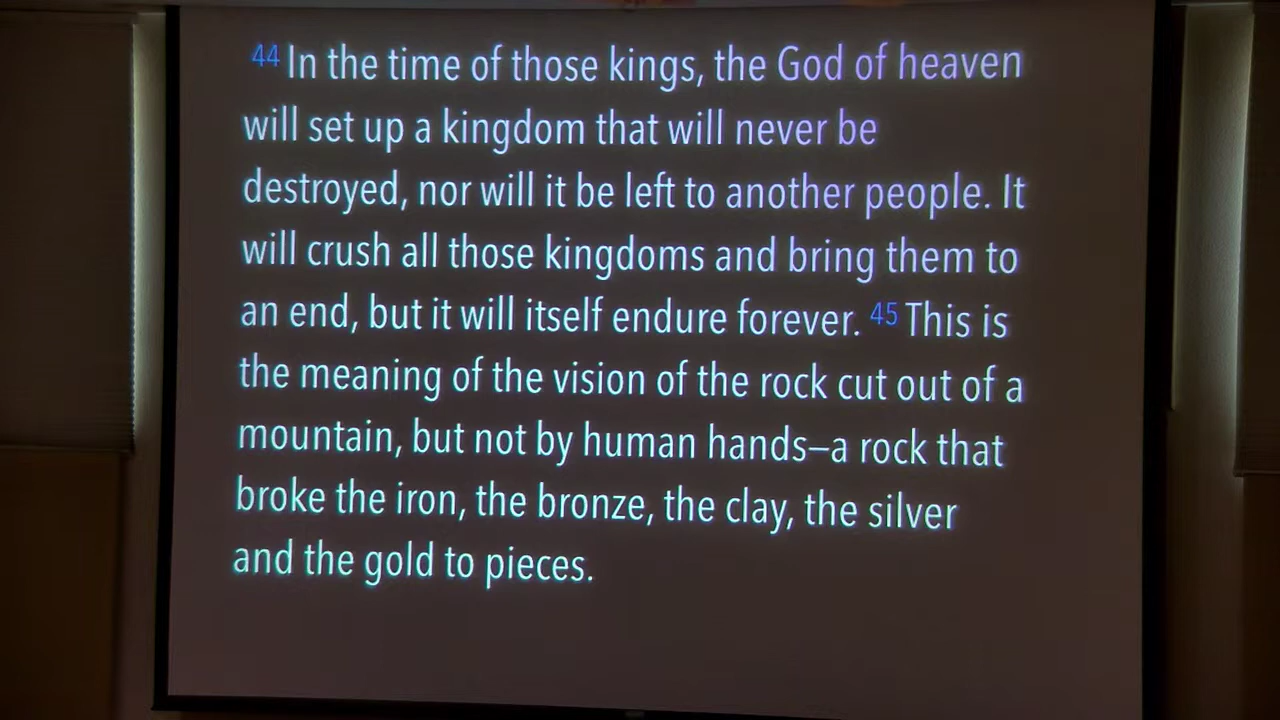 44 In the time of those kings, the God of heaven
will set up a kingdom that will never be
destroyed, nor will it be left to another people. It
will crush all those kingdoms and bring them to
an end, but it will itself endure forever. 45 This is
the meaning of the vision of the rock cut out of a
mountain, but not by human hands—a rock that
broke the iron, the bronze, the clay, the silver
and the gold to pieces.